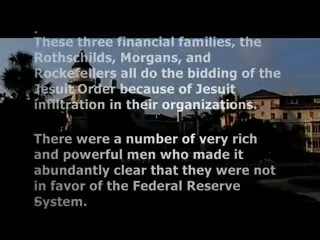 These three financial families, the
Rothschilds, Morgans, and
Rockefellers all do the bidding of the
Jesuit Order because of Jesuit
infiltration in their organizations.
There were a number of very rich
and powerful men who made it
abundantly clear that they were not
in favor of the Federal Reserve
System.